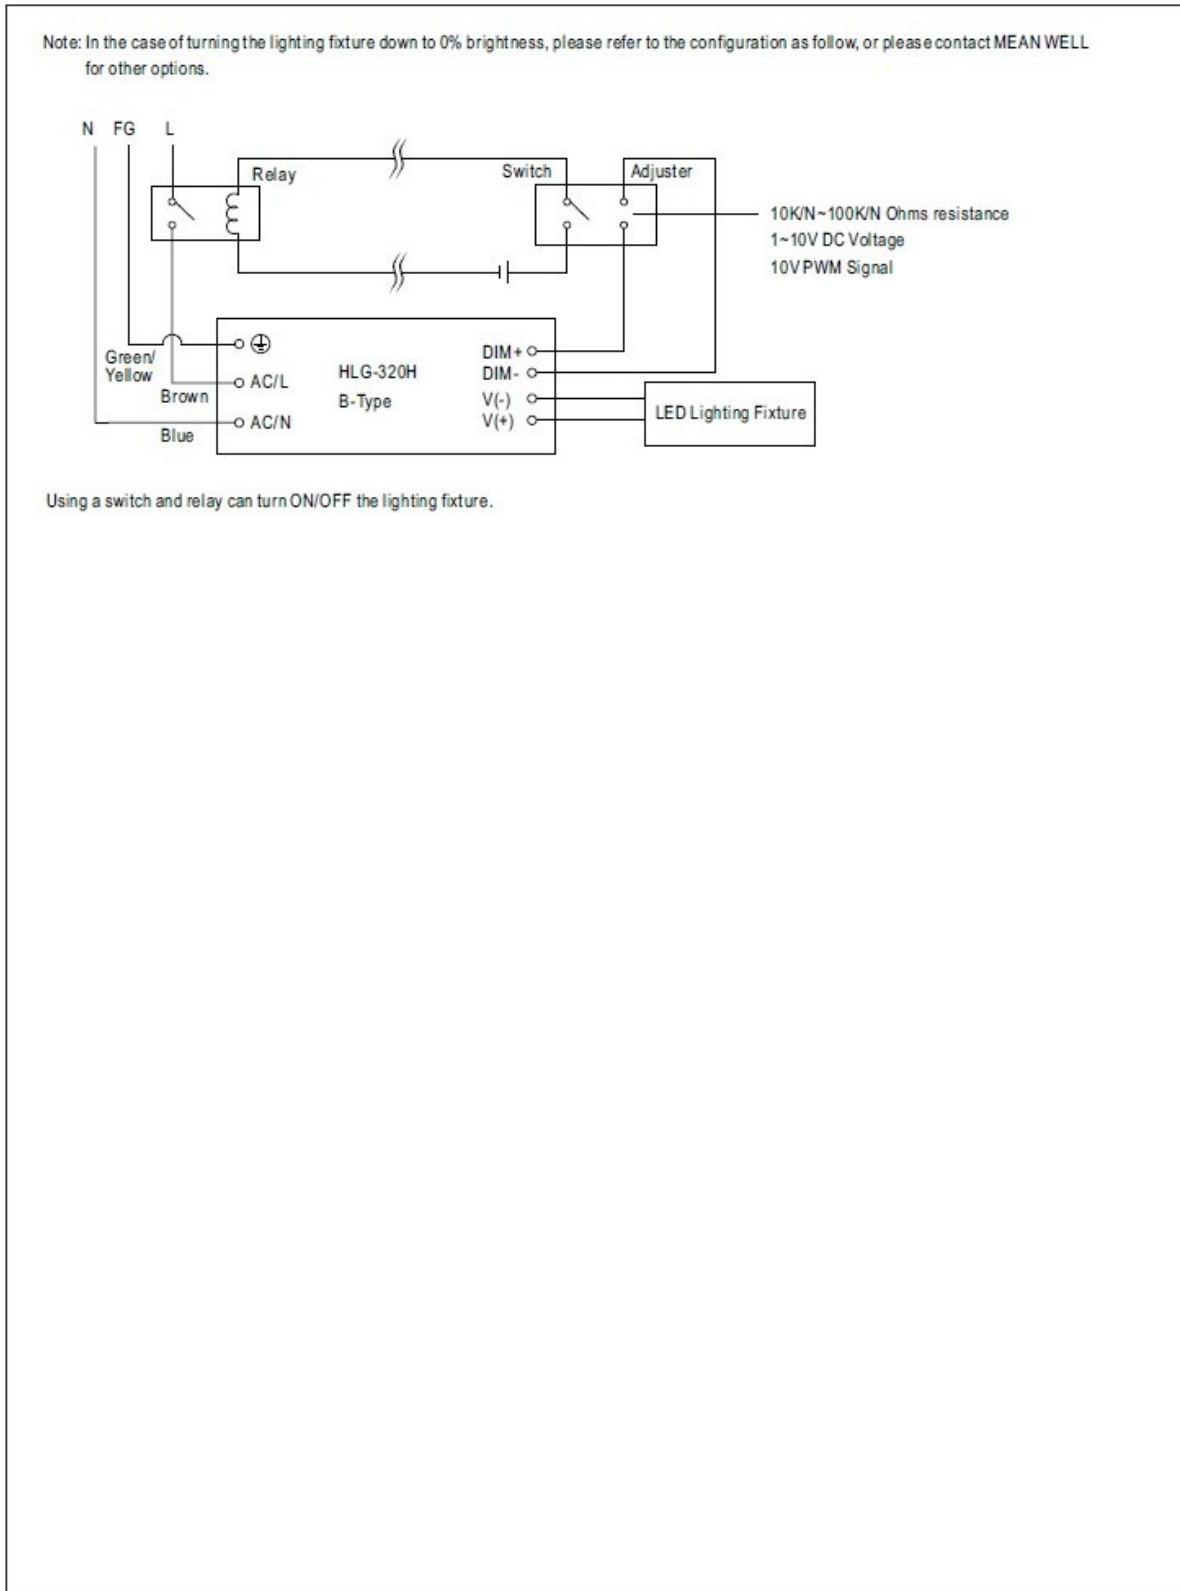 Note: In the case of turning the lighting fixture down to 0% brightness, please refer to the configuration as follow, or please contact MEAN WELL
for other options.
N FG L
Relay
Switch
Adjuster
10K/N~100K/N Ohms resistance
1~10V DC Voltage
10V PWM Signal
Green/
Yellow
Brown
Blue
AC/L
AC/N
HLG-320H
B-Type
DIM+
DIM-
V(-)
V(+)
LED Lighting Fixture
Using a switch and relay can turn ON/OFF the lighting fixture.